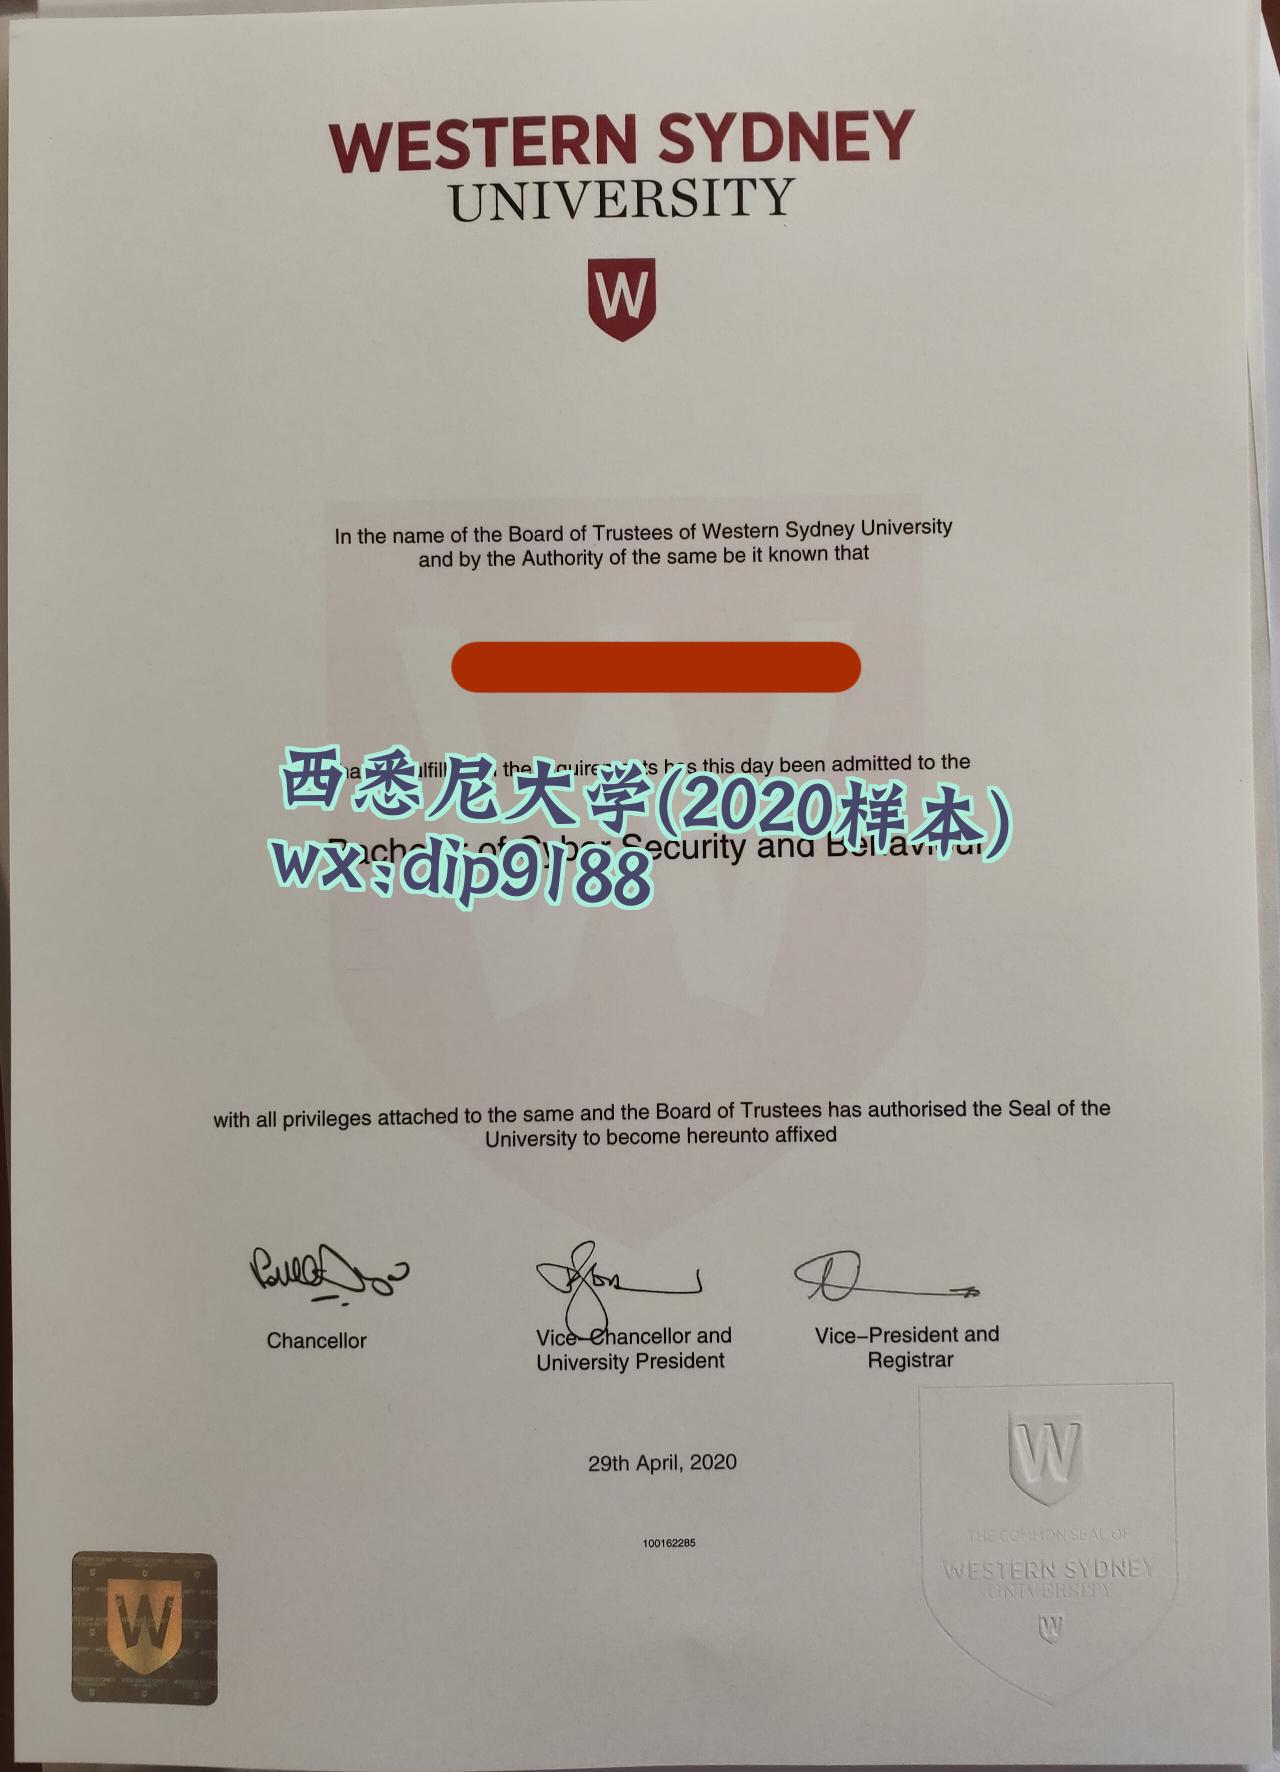 WESTERN SYDNEY
UNIVERSITY
W
In the name of the Board of Trustees of Western Sydney University
and by the Authority of the same be it known that
the this day been admitted to the
西悉尼大学(2020样本)
of Cyber Security and Behaviour
wx:dip9188
with all privileges attached to the same and the Board of Trustees has authorised the Seal of the
University to become hereunto affixed
Chancellor
Vice-Chancellor and
University President
Vice-President and
Registrar
29th April, 2020
100162285
W
THE COMMON SEAL OF
WESTERN SYDNEY
UNIVERSITY
W
W